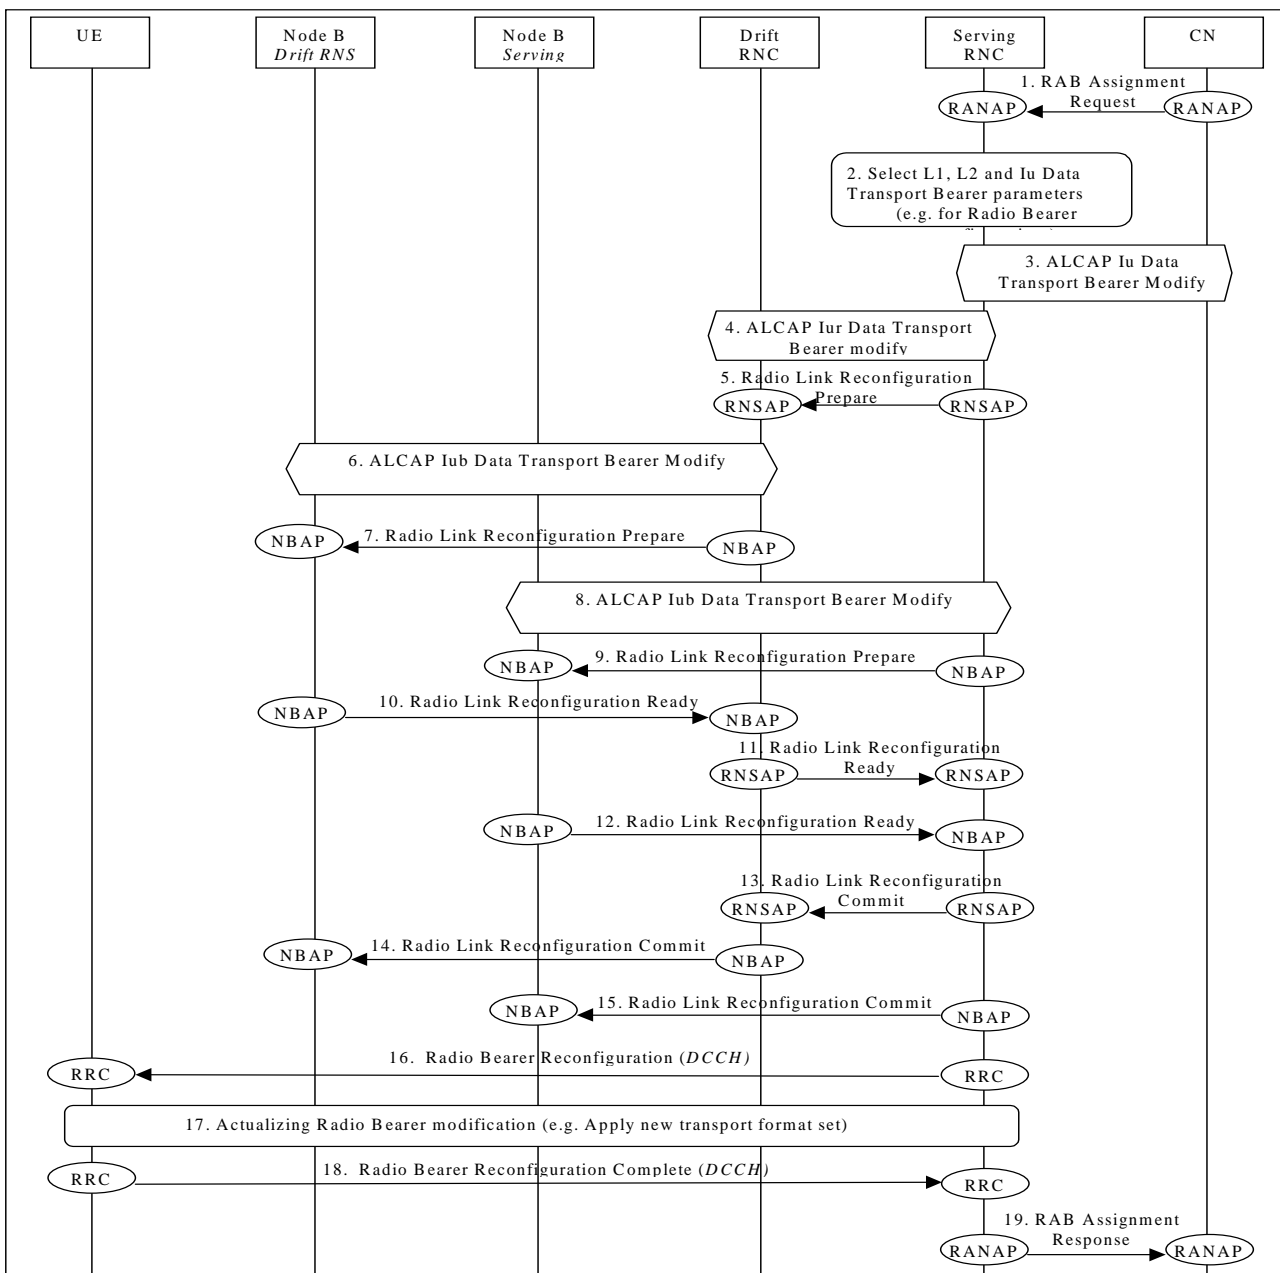 UE
Node B
Drift RNS
Node B
Serving
Drift
RNC
Serving
RNC
CN
1. RAB Assignment
Request
RANAP
RANAP
2. Select L1, L2 and Iu Data
Transport Bearer parameters
(e.g. for Radio Bearer
3. ALCAP Iu Data
Transport Bearer Modify
4. ALCAP Iur Data Transport
Bearer modify
5. Radio Link Reconfiguration
Prepare
RNSAP
RNSAP
6. ALCAP Iub Data Transport Bearer Modify
7. Radio Link Reconfiguration Prepare
NBAP
NBAP
8. ALCAP Iub Data Transport Bearer Modify
9. Radio Link Reconfiguration Prepare
NBAP
NBAP
10. Radio Link Reconfiguration Ready
NBAP
NBAP
11. Radio Link Reconfiguration
Ready
RNSAP
RNSAP
12. Radio Link Reconfiguration Ready
NBAP
NBAP
13. Radio Link Reconfiguration
Commit
RNSAP
RNSAP
14. Radio Link Reconfiguration Commit
NBAP
NBAP
15. Radio Link Reconfiguration Commit
NBAP
NBAP
16. Radio Bearer Reconfiguration (DCCH)
RRC
RRC
17. Actualizing Radio Bearer modification (e.g. Apply new transport format set)
18. Radio Bearer Reconfiguration Complete (DCCH)
RRC
RRC
19. RAB Assignment
Response
RANAP
RANAP